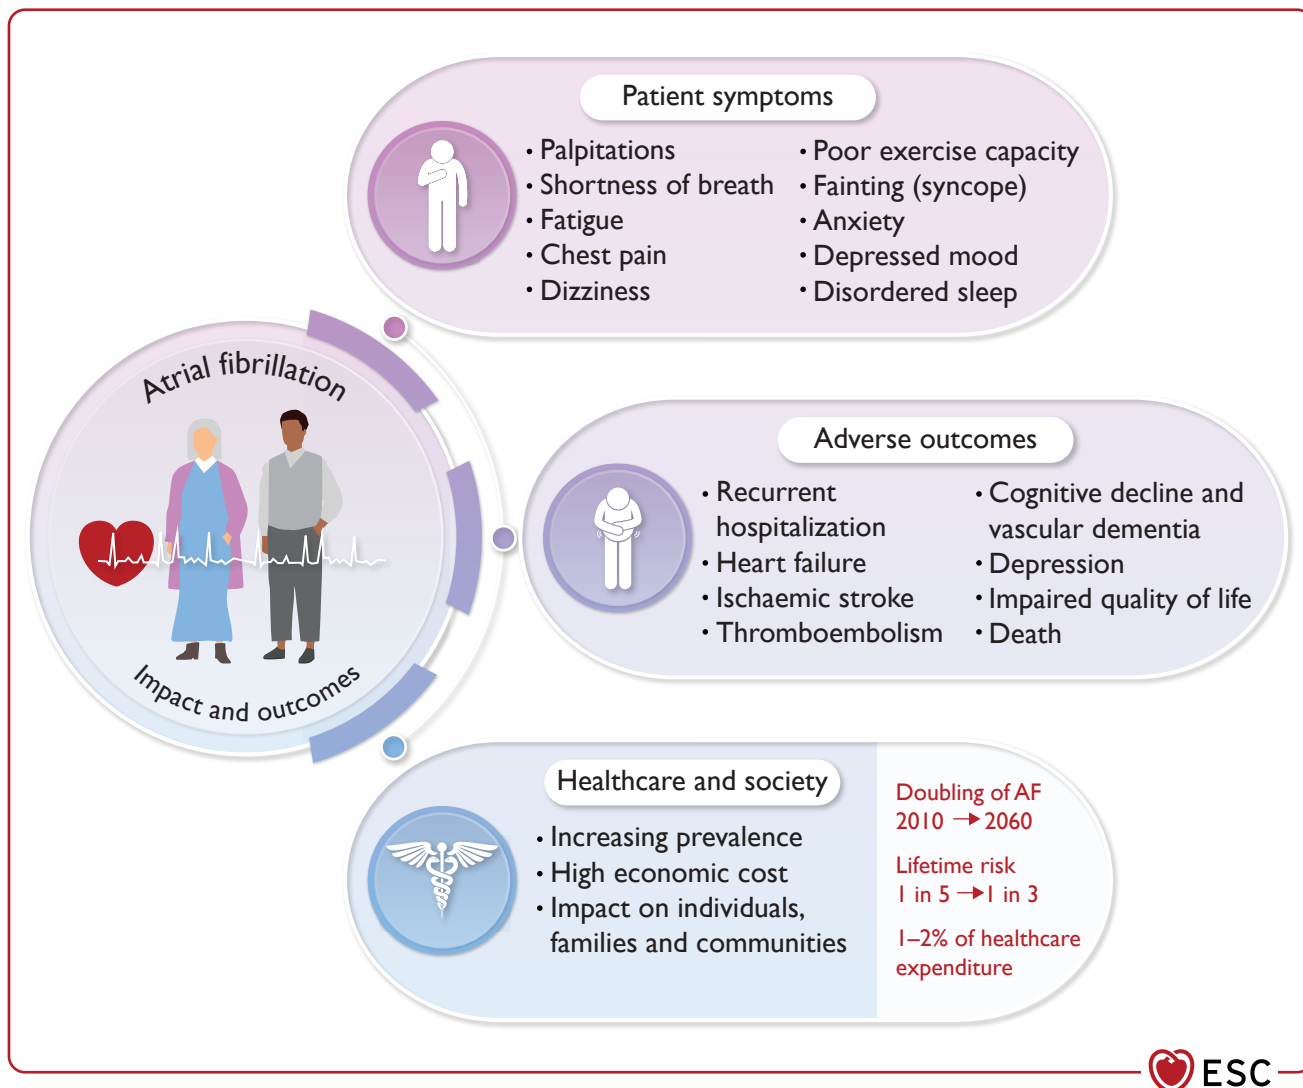 Patient symptoms
• Palpitations
• Shortness of breath
• Fatigue
• Chest pain
• Dizziness
• Poor exercise capacity
• Fainting (syncope)
• Anxiety
• Depressed mood
• Disordered sleep
Atrial fibrillation
Impact and outcomes
Adverse outcomes
• Recurrent
hospitalization
• Heart failure
• Ischaemic stroke
• Thromboembolism
• Cognitive decline and
vascular dementia
• Depression
• Impaired quality of life
• Death
Healthcare and society
• Increasing prevalence
• High economic cost
• Impact on individuals,
families and communities
Doubling of AF
2010 → 2060
Lifetime risk
1 in 5 → 1 in 3
1–2% of healthcare
expenditure
ESC